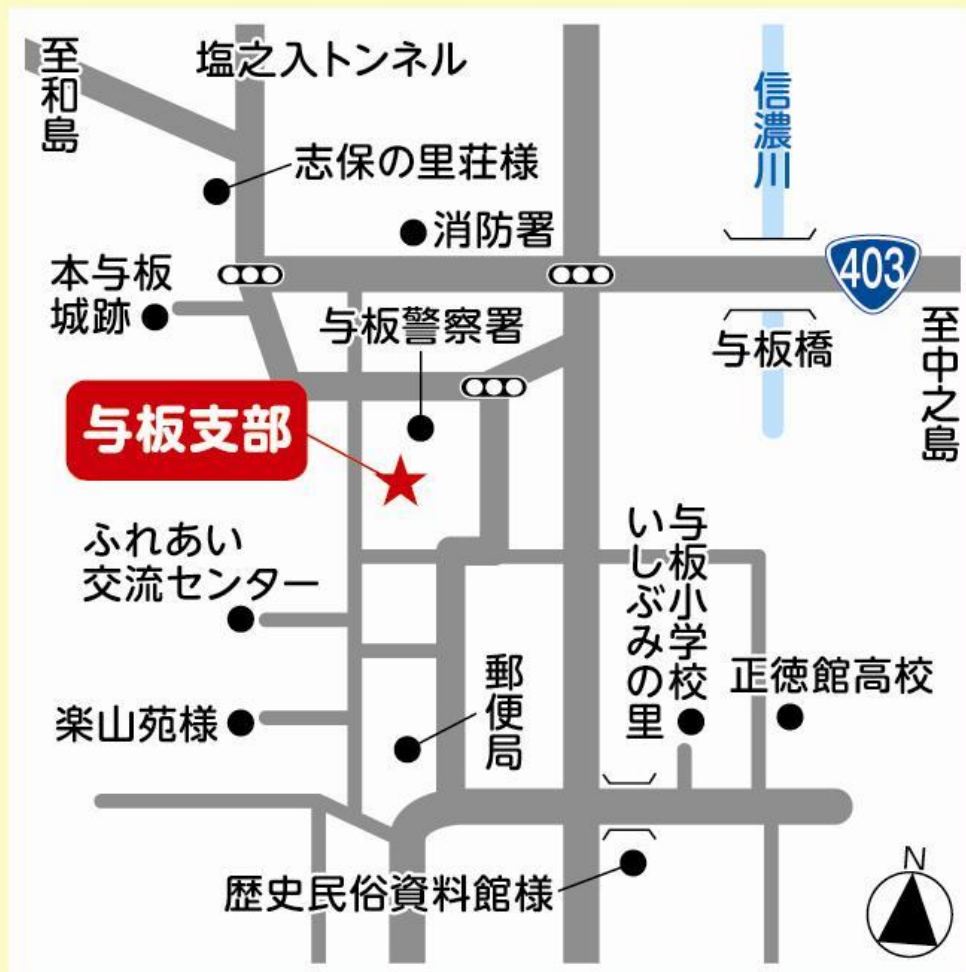 至和島
塩之入トンネル
信濃川
志保の里荘様
消防署
403
本与板
城跡
与板警察署
与板橋
至中之島
与板支部
ふれあい
交流センター
与板小学校
いしぶみの里
正徳館高校
郵便局
楽山苑様
歴史民俗資料館様
N